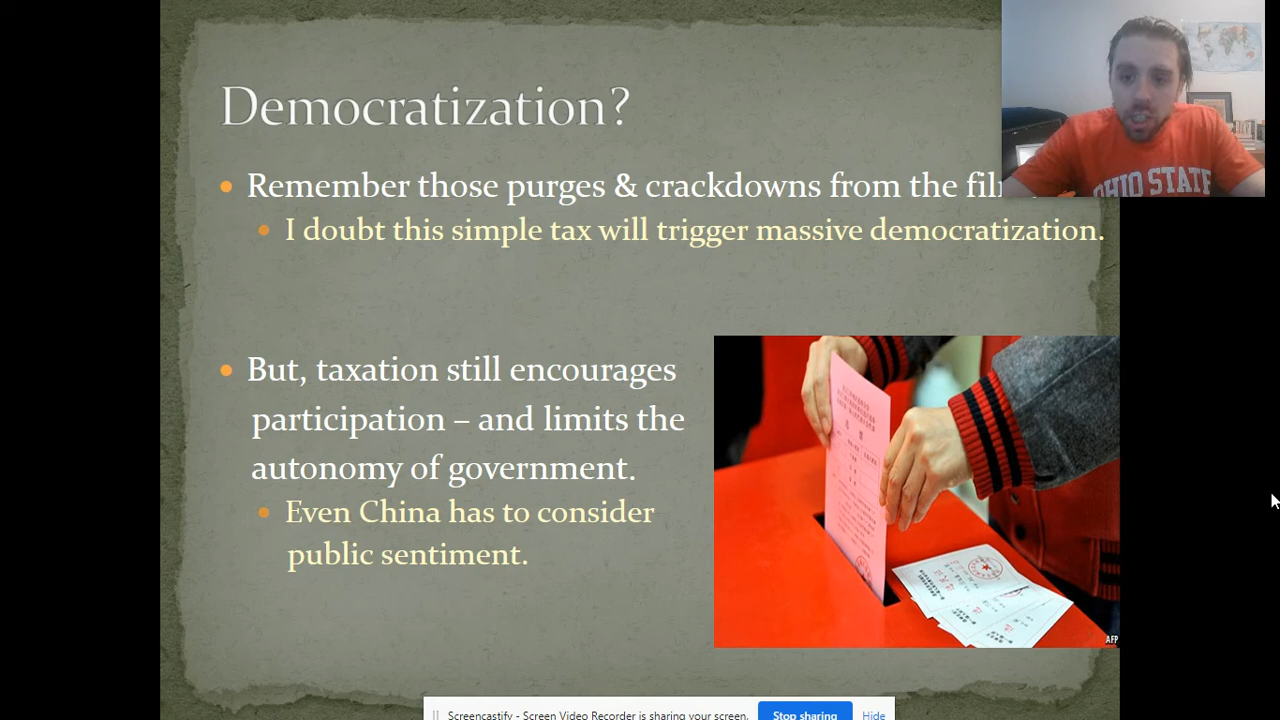 Democratization?
Remember those purges & crackdowns from the
I doubt this simple tax will trigger massive democratization.
But, taxation still encourages
participation – and limits the
autonomy of government.
Even China has to consider
public sentiment.
OHIO STATE
AFP
Screencastify - Screen Video Recorder is sharing your screen.
Stop sharing
Hide